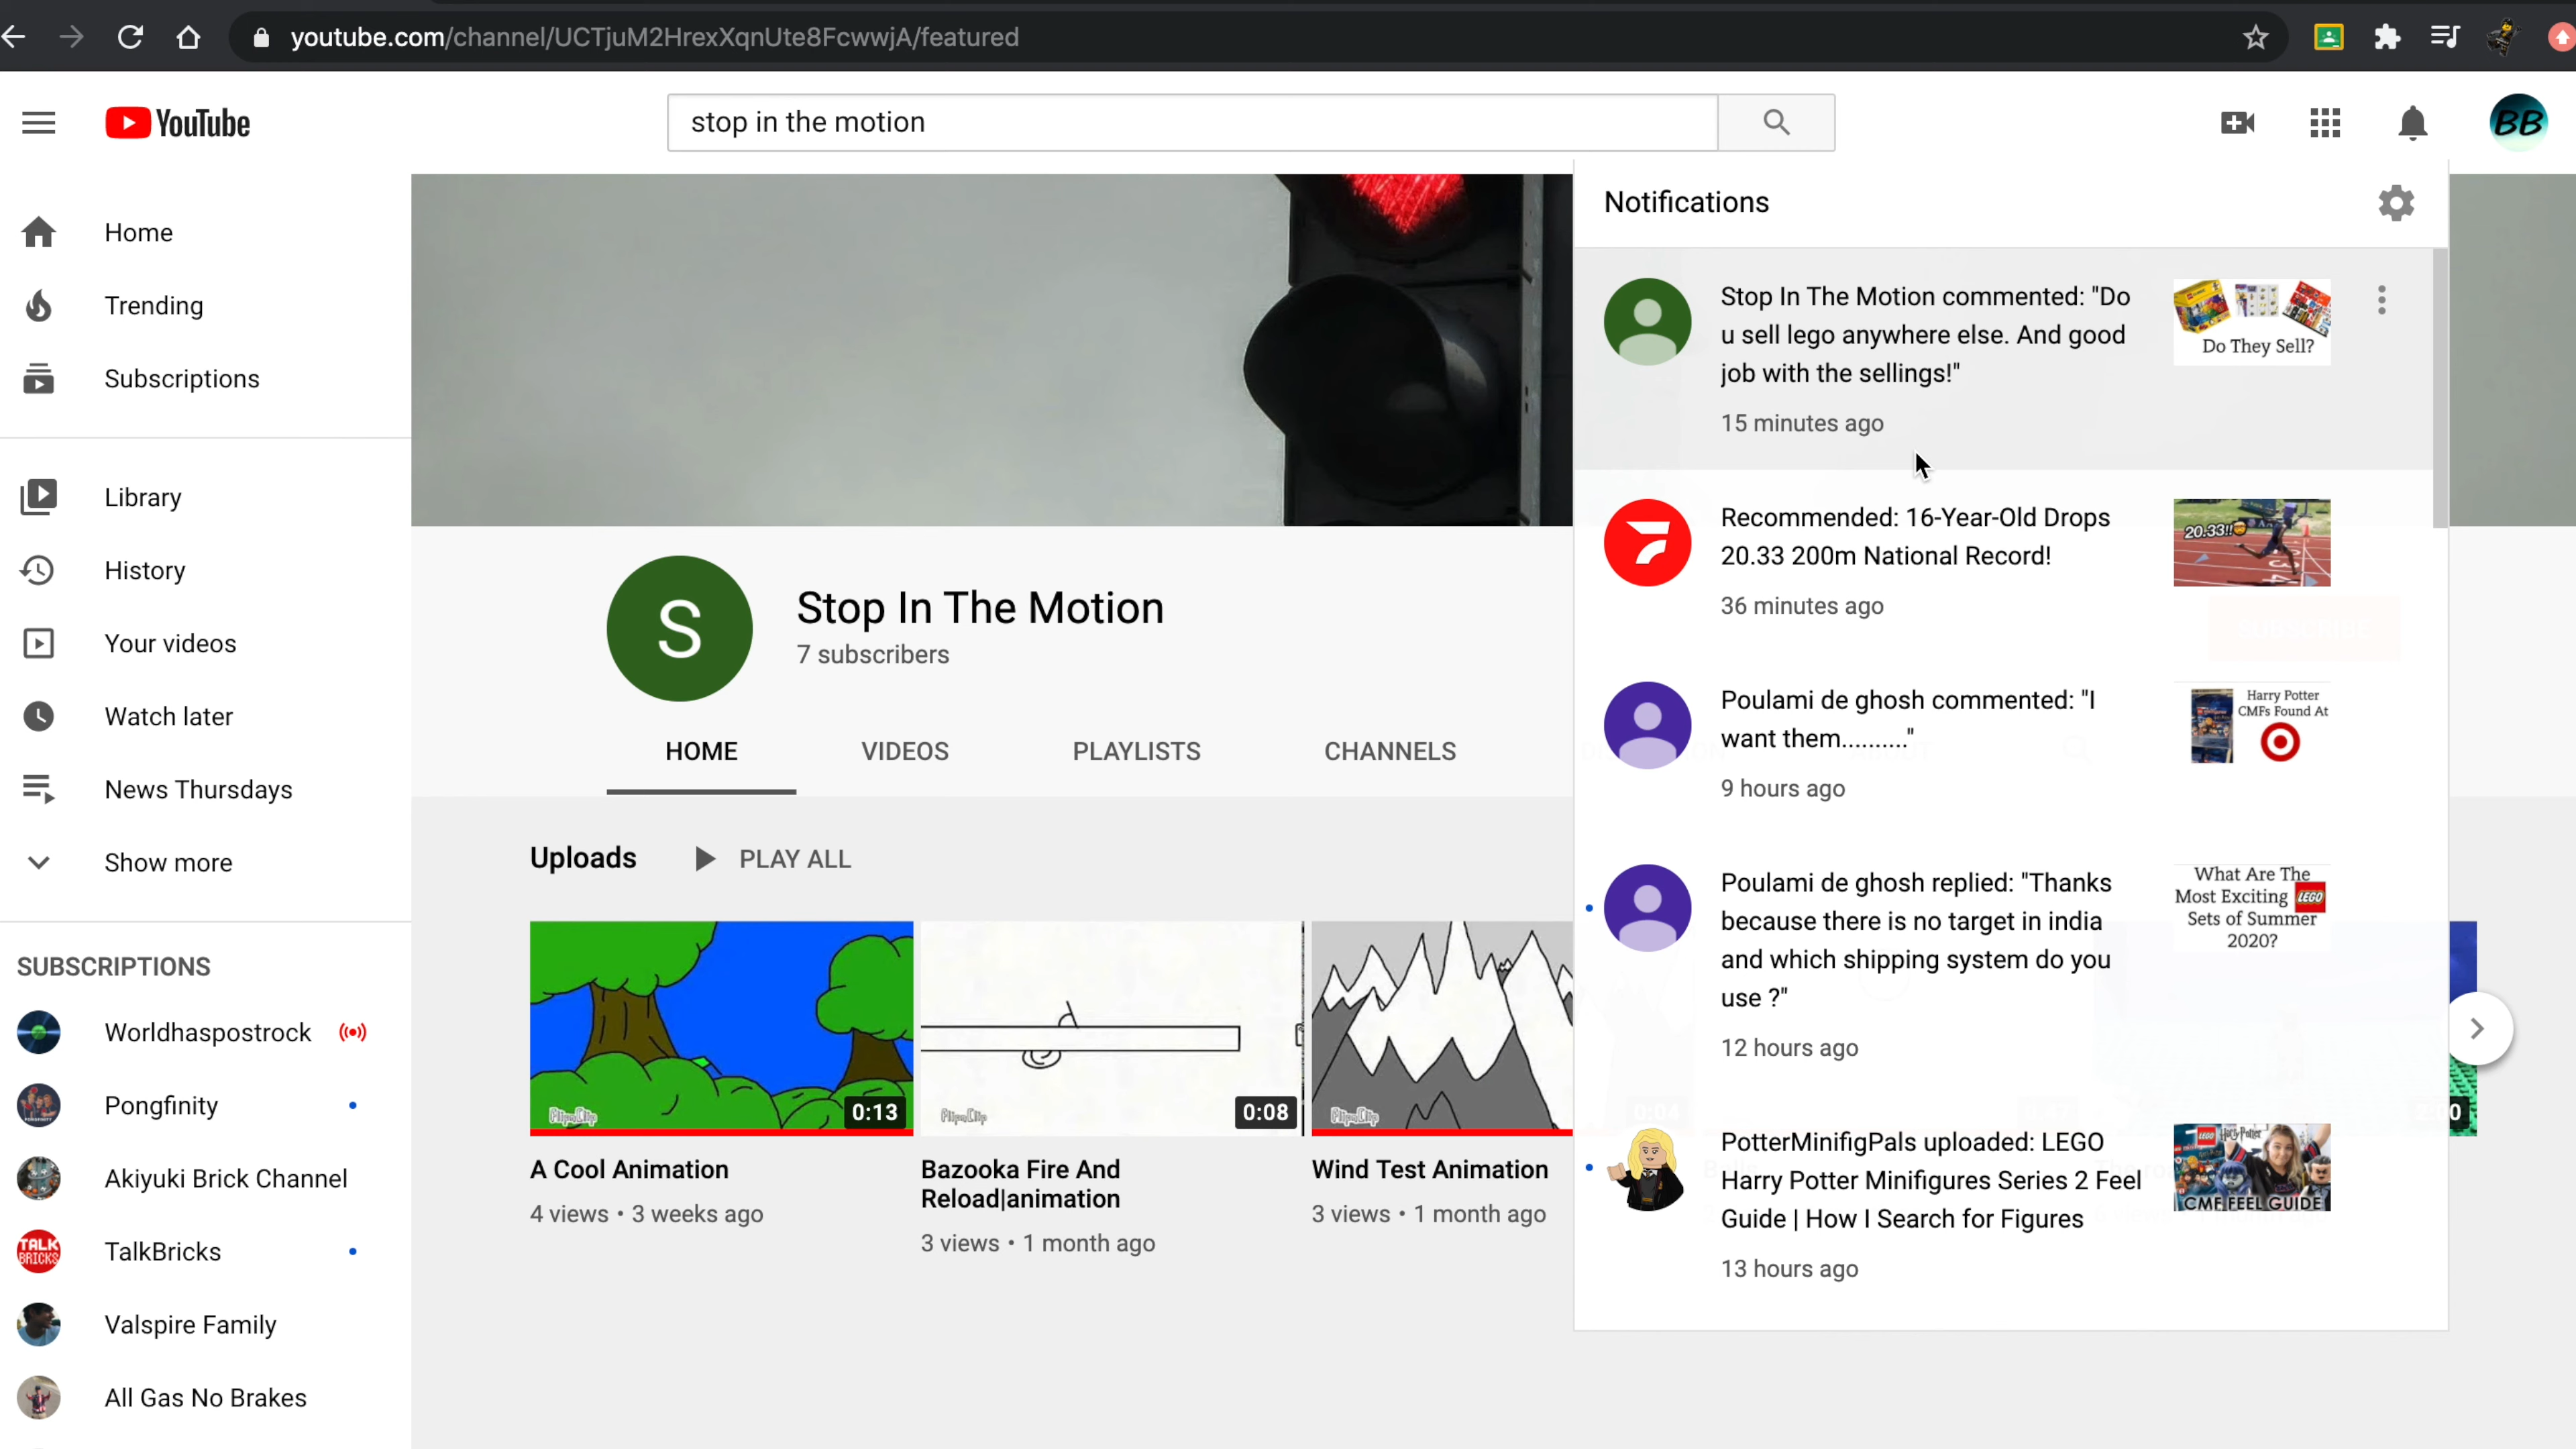 youtube.com/channel/UCTjuM2HrexXqnUte8FcwwjA/featured
YouTube
stop in the motion
BB
Home
Trending
Subscriptions
Library
History
Your videos
Watch later
News Thursdays
Show more
SUBSCRIPTIONS
Worldhaspostrock
Pongfinity
Akiyuki Brick Channel
TALK
BRICKS
TalkBricks
Valspire Family
All Gas No Brakes
S
Stop In The Motion
7 subscribers
HOME
VIDEOS
PLAYLISTS
CHANNELS
Uploads
PLAY ALL
FlipaClip
0:13
A Cool Animation
4 views • 3 weeks ago
FlipaClip
0:08
Bazooka Fire And
Reload|animation
3 views • 1 month ago
FlipaClip
Wind Test Animation
3 views • 1 month ago
Notifications
Stop In The Motion commented: "Do
u sell lego anywhere else. And good
job with the sellings!"
15 minutes ago
Do They Sell?
Recommended: 16-Year-Old Drops
20.33 200m National Record!
36 minutes ago
20.33!!
Poulami de ghosh commented: "I
want them.........."
9 hours ago
Harry Potter
CMFs Found At
Poulami de ghosh replied: "Thanks
because there is no target in india
and which shipping system do you
use ?"
12 hours ago
What Are The
Most Exciting LEGO
Sets of Summer
2020?
PotterMinifigPals uploaded: LEGO
Harry Potter Minifigures Series 2 Feel
Guide | How I Search for Figures
13 hours ago
LEGO Harry Potter
CMF FEEL GUIDE